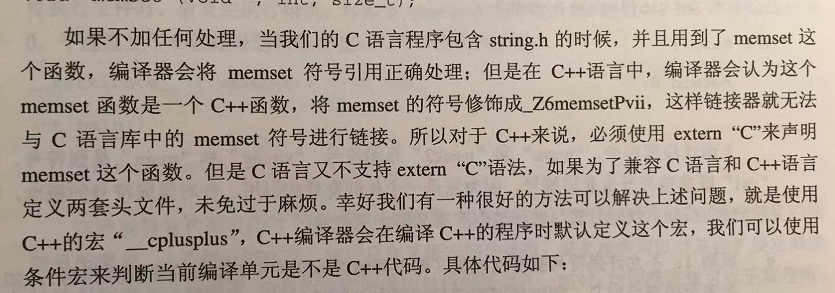 void *memset (void *, int, size_t);
如果不加任何处理，当我们的 C 语言程序包含 string.h 的时候，并且用到了 memset 这
个函数，编译器会将 memset 符号引用正确处理；但是在 C++语言中，编译器会认为这个
memset 函数是一个 C++函数，将 memset 的符号修饰成_Z6memsetPvii，这样链接器就无法
与 C 语言库中的 memset 符号进行链接。所以对于 C++来说，必须使用 extern “C”来声明
memset 这个函数。但是 C 语言又不支持 extern “C”语法，如果为了兼容 C 语言和 C++语言
定义两套头文件，未免过于麻烦。幸好我们有一种很好的方法可以解决上述问题，就是使用
C++的宏“__cplusplus”，C++编译器会在编译 C++的程序时默认定义这个宏，我们可以使用
条件宏来判断当前编译单元是不是 C++代码。具体代码如下：